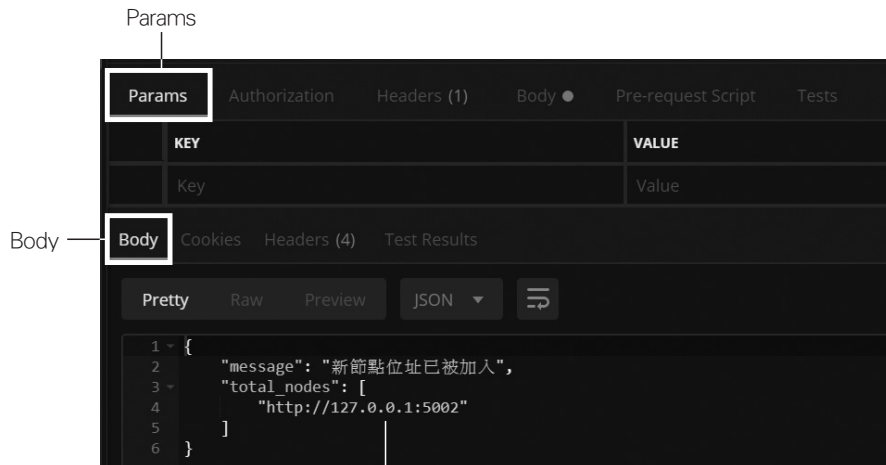 Params
Params Authorization Headers (1) Body Pre-request Script Tests
KEY VALUE
Key Value
Body
Body Cookies Headers (4) Test Results
Pretty Raw Preview JSON
1 {
2 "message": "新節點位址已被加入",
3 "total_nodes": [
4 "http://127.0.0.1:5002"
5 ]
6 }